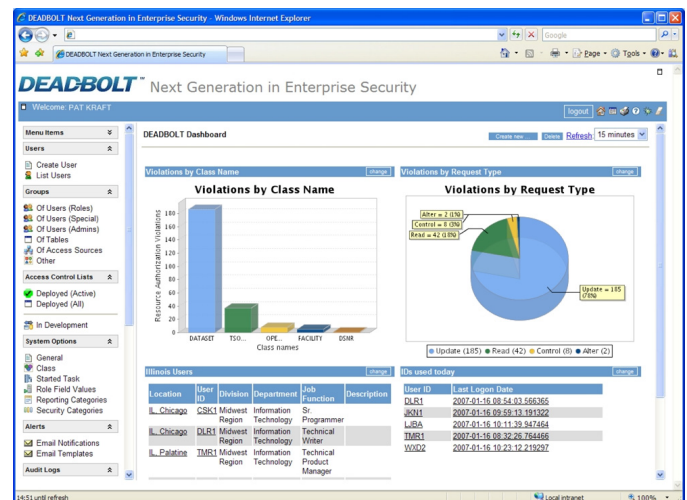 DEADBOLT Next Generation in Enterprise Security - Windows Internet Explorer
Google
DEADBOLT Next Generation in Enterprise Security
Page
Tools
DEADBOLT™ Next Generation in Enterprise Security
Welcome: PAT KRAFT
logout
Menu Items
Users
Create User
List Users
Groups
Of Users (Roles)
Of Users (Special)
Of Users (Admins)
Of Tables
Of Access Sources
Other
Access Control Lists
Deployed (Active)
Deployed (All)
In Development
System Options
General
Class
Started Task
Role Field Values
Reporting Categories
Security Categories
Alerts
Email Notifications
Email Templates
Audit Logs
DEADBOLT Dashboard
Create new ...
Delete
Refresh: 15 minutes
Violations by Class Name
change
Violations by Class Name
Resource Authorization Violations
180
160
140
120
100
80
60
40
20
0
DATASET TSO... OPE... FACILITY DSNR
Class names
Violations by Request Type
change
Violations by Request Type
Alter = 2 (1%)
Control = 8 (3%)
Read = 42 (18%)
Update = 185
(78%)
Update (185) Read (42) Control (8) Alter (2)
Illinois Users
change
Location User ID Division Department Job Function Description
IL, Chicago CSK1 Midwest Region Information Technology Sr. Programmer
IL, Chicago DLR1 Midwest Region Information Technology Technical Writer
IL, Palatine TMR1 Midwest Region Information Technology Technical Product Manager
IDs used today
change
User ID Last Logon Date
DLR1 2007-01-16 08:54:03.566365
JKN1 2007-01-16 09:59:13.191322
LJBA 2007-01-16 10:11:39.947464
TMR1 2007-01-16 08:32:26.764466
WXD2 2007-01-16 10:23:12.219297
14:51 until refresh
Local intranet
100%